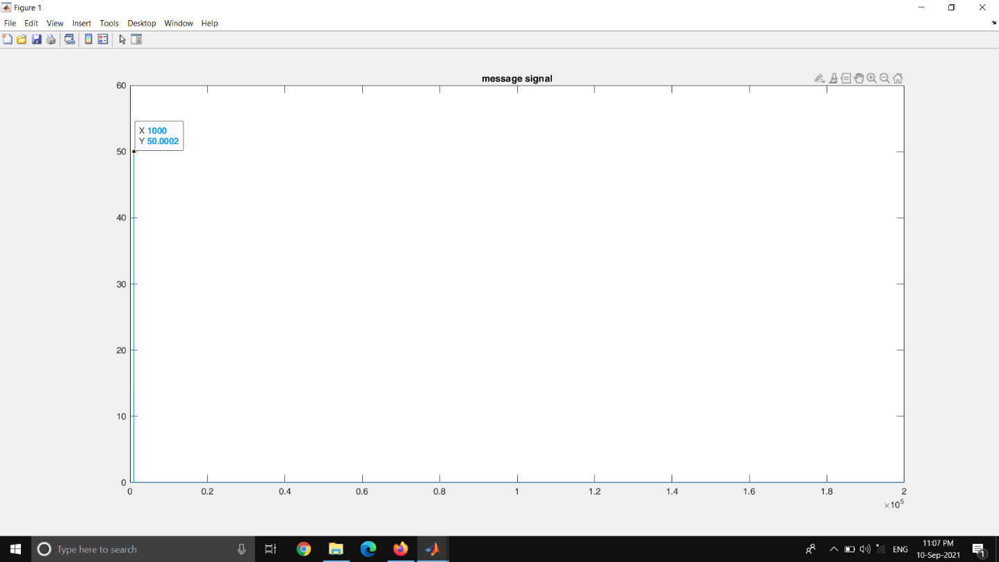 Figure 1
File Edit View Insert Tools Desktop Window Help
message signal
60
X 1000
Y 50.0002
50
40
30
20
10
0
0 0.2 0.4 0.6 0.8 1 1.2 1.4 1.6 1.8 2
×10⁵
Type here to search
ENG
11:07 PM
10-Sep-2021
1